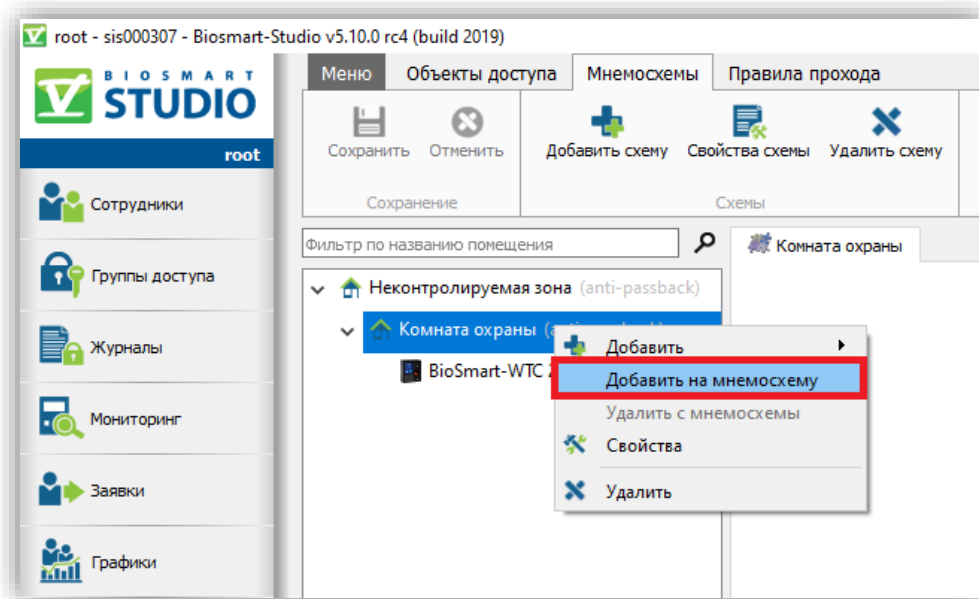 root - sis000307 - Biosmart-Studio v5.10.0 rc4 (build 2019)
BIOSMART
STUDIO
root
Сотрудники
Группы доступа
Журналы
Мониторинг
Заявки
Графики
Меню Объекты доступа Мнемосхемы Правила прохода
Сохранить Отменить Добавить схему Свойства схемы Удалить схему
Сохранение Схемы
Фильтр по названию помещения
Комната охраны
Неконтролируемая зона (anti-passback)
Комната охраны
BioSmart-WTC 2
Добавить
Добавить на мнемосхему
Удалить с мнемосхемы
Свойства
Удалить